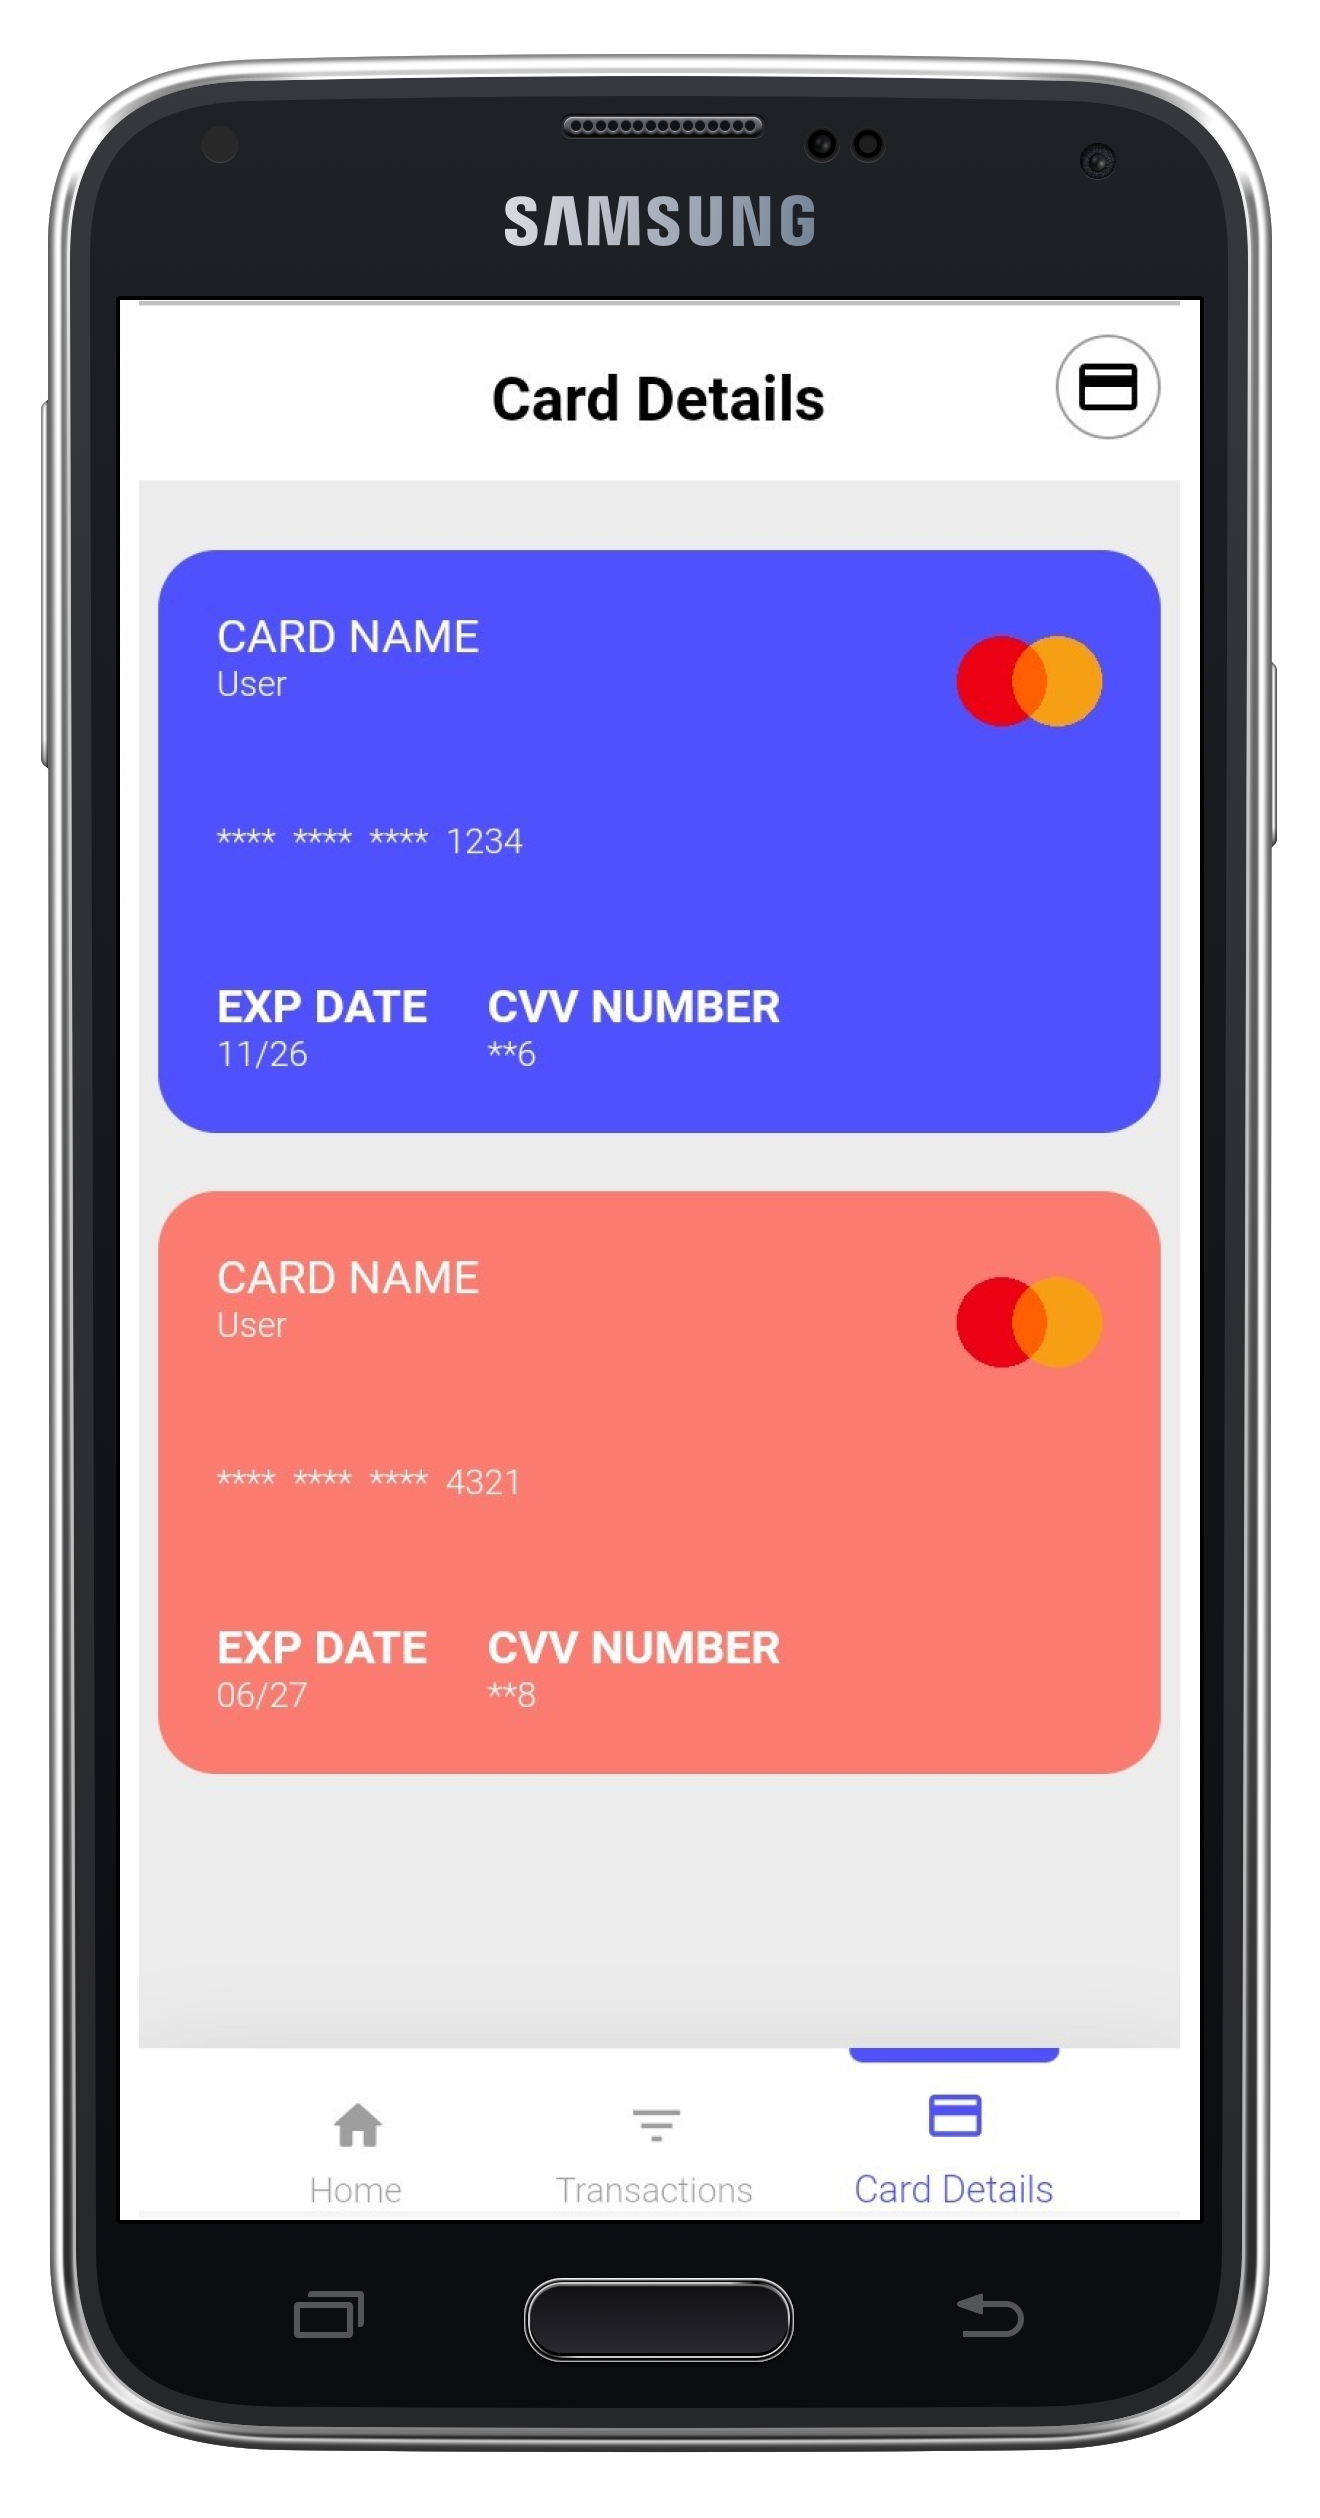 SAMSUNG
Card Details
CARD NAME
User
**** **** **** 1234
EXP DATE CVV NUMBER
11/26 **6
CARD NAME
User
**** **** **** 4321
EXP DATE CVV NUMBER
06/27 **8
Home Transactions Card Details